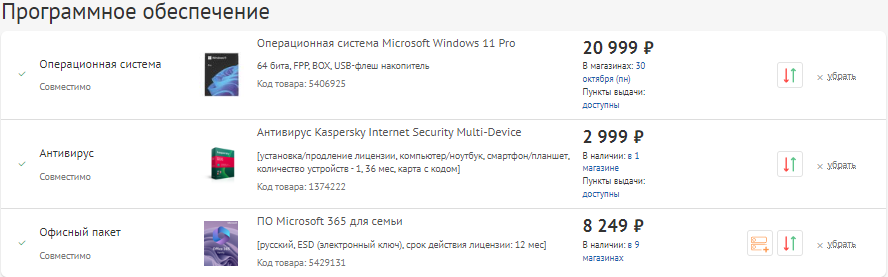 Программное обеспечение
Операционная система
Совместимо
Операционная система Microsoft Windows 11 Pro
64 бита, FPP, BOX, USB-флеш накопитель
Код товара: 5406925
20 999 ₽
В магазинах: 30
октября (пн)
Пункты выдачи:
доступны
убрать
Антивирус
Совместимо
Антивирус Kaspersky Internet Security Multi-Device
[установка/продление лицензии, компьютер/ноутбук, смартфон/планшет,
количество устройств - 1, 36 мес, карта с кодом]
Код товара: 1374222
2 999 ₽
В наличии: в 1
магазине
Пункты выдачи:
доступны
убрать
Офисный пакет
Совместимо
ПО Microsoft 365 для семьи
[русский, ESD (электронный ключ), срок действия лицензии: 12 мес]
Код товара: 5429131
8 249 ₽
В наличии: в 9
магазинах
убрать